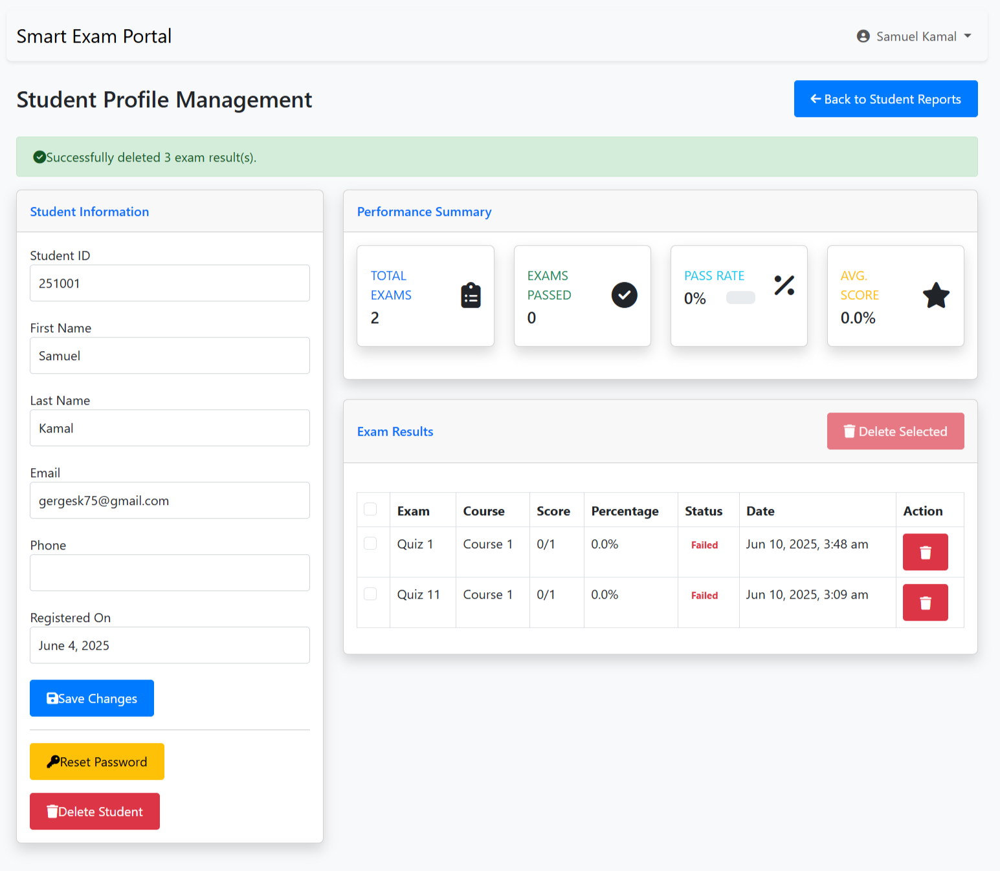 Smart Exam Portal
Samuel Kamal
Student Profile Management
Back to Student Reports
Successfully deleted 3 exam result(s).
Student Information
Student ID
251001
First Name
Samuel
Last Name
Kamal
Email
gergesk75@gmail.com
Phone
Registered On
June 4, 2025
Save Changes
Reset Password
Delete Student
Performance Summary
TOTAL
EXAMS
2
EXAMS
PASSED
0
PASS RATE
0%
AVG.
SCORE
0.0%
Exam Results
Delete Selected
Exam Course Score Percentage Status Date Action
Quiz 1 Course 1 0/1 0.0% Failed Jun 10, 2025, 3:48 am
Quiz 11 Course 1 0/1 0.0% Failed Jun 10, 2025, 3:09 am